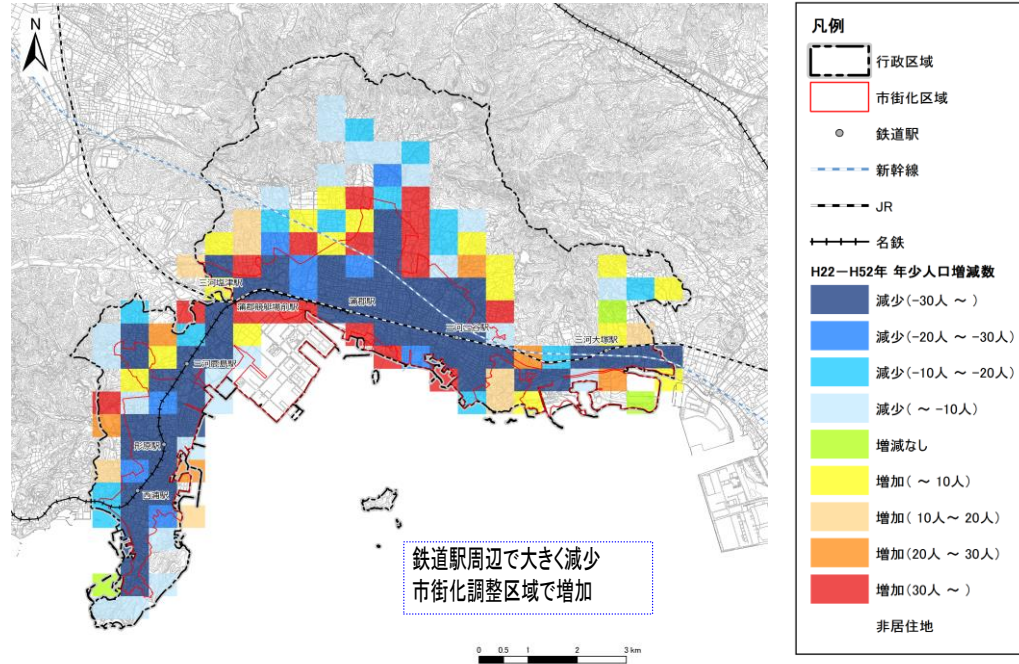 N
三河塩津駅
蒲郡競艇場前駅
蒲郡駅
三河三谷駅
三河大塚駅
三河鹿島駅
形原駅
西浦駅
鉄道駅周辺で大きく減少
市街化調整区域で増加
0 0.5 1 2 3 km
凡例
行政区域
市街化区域
鉄道駅
新幹線
JR
名鉄
H22-H52年 年少人口増減数
減少(-30人 ~ )
減少(-20人 ~ -30人)
減少(-10人 ~ -20人)
減少( ~ -10人)
増減なし
増加( ~ 10人)
増加( 10人~ 20人)
増加(20人 ~ 30人)
増加(30人 ~ )
非居住地